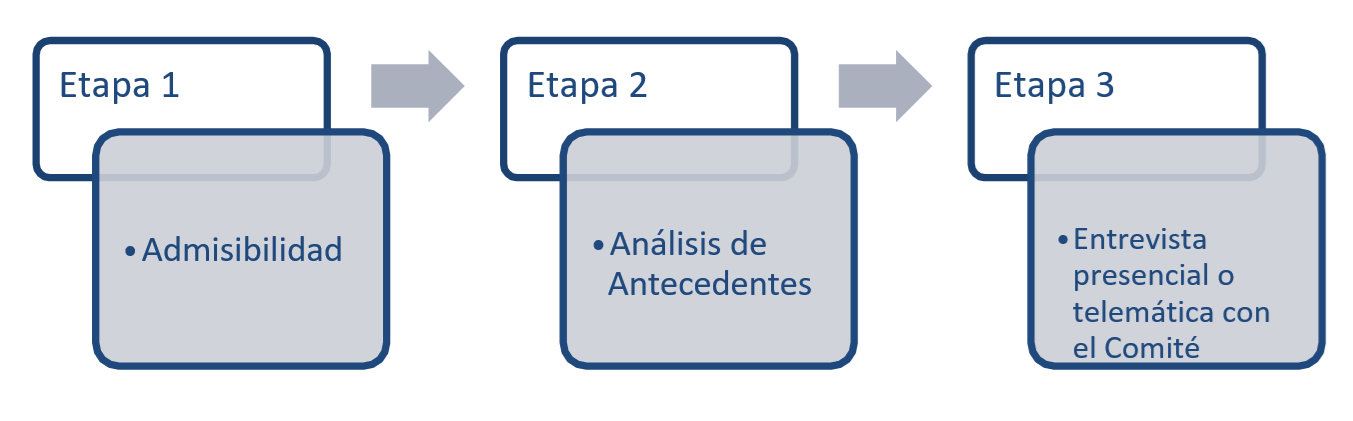 Etapa 1
•Admisibilidad
Etapa 2
•Análisis de
Antecedentes
Etapa 3
•Entrevista
presencial o
telemática con
el Comité